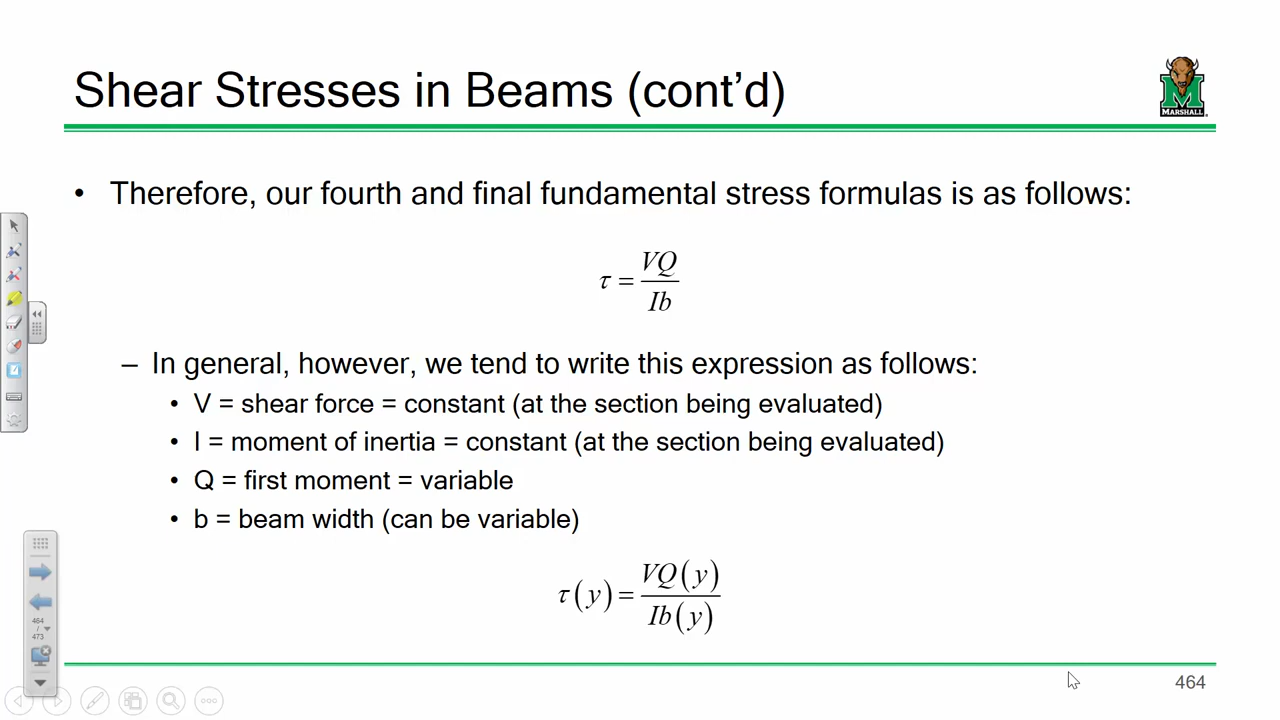 Shear Stresses in Beams (cont'd)
M
MARSHALL
• Therefore, our fourth and final fundamental stress formulas is as follows:
τ = VQ / Ib
– In general, however, we tend to write this expression as follows:
• V = shear force = constant (at the section being evaluated)
• I = moment of inertia = constant (at the section being evaluated)
• Q = first moment = variable
• b = beam width (can be variable)
τ(y) = VQ(y) / Ib(y)
464
/
473
464